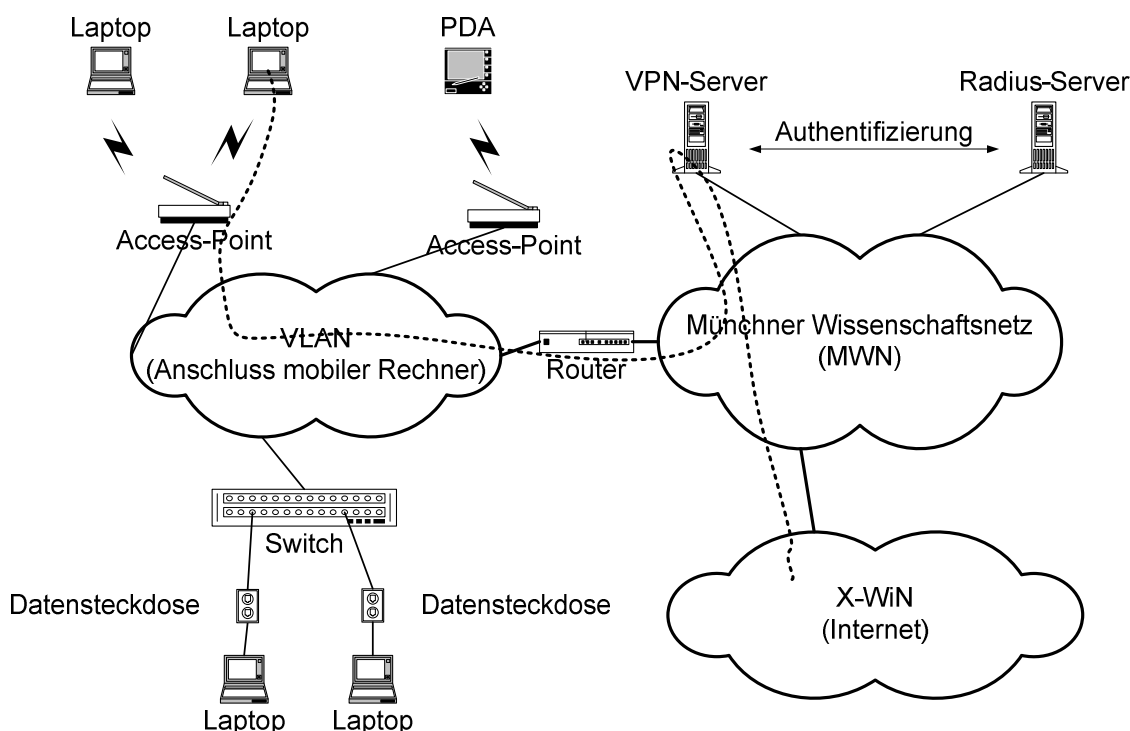 Laptop
Laptop
PDA
VPN-Server
Radius-Server
Authentifizierung
Access-Point
Access-Point
VLAN
(Anschluss mobiler Rechner)
Router
Münchner Wissenschaftsnetz
(MWN)
Switch
Datensteckdose
Datensteckdose
X-WiN
(Internet)
Laptop
Laptop